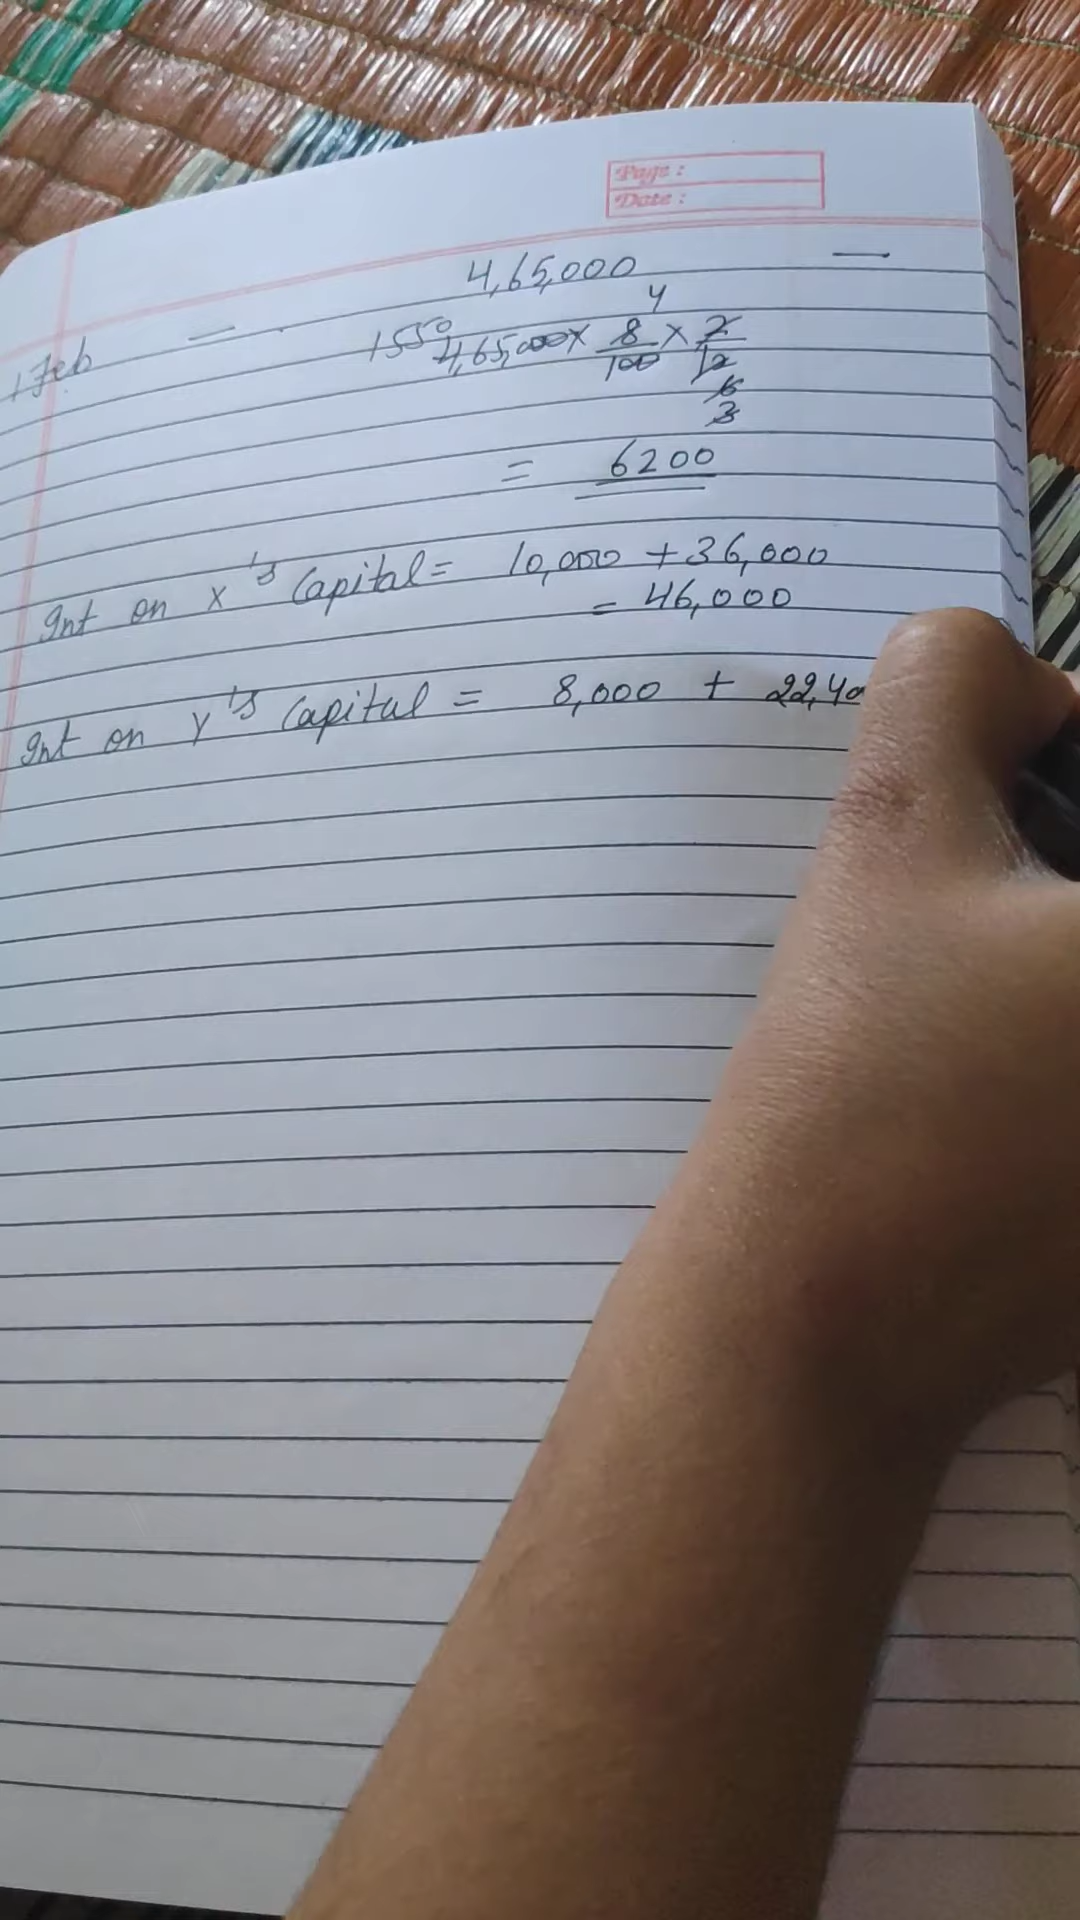 Page :
Date :
4,65,000 —
1 Feb —
4
1550 4,65,000 × 8/100 × 2/12
6
3
= 6200
Int on X's Capital = 10,000 + 36,000
= 46,000
Int on Y's Capital = 8,000 + 22,40